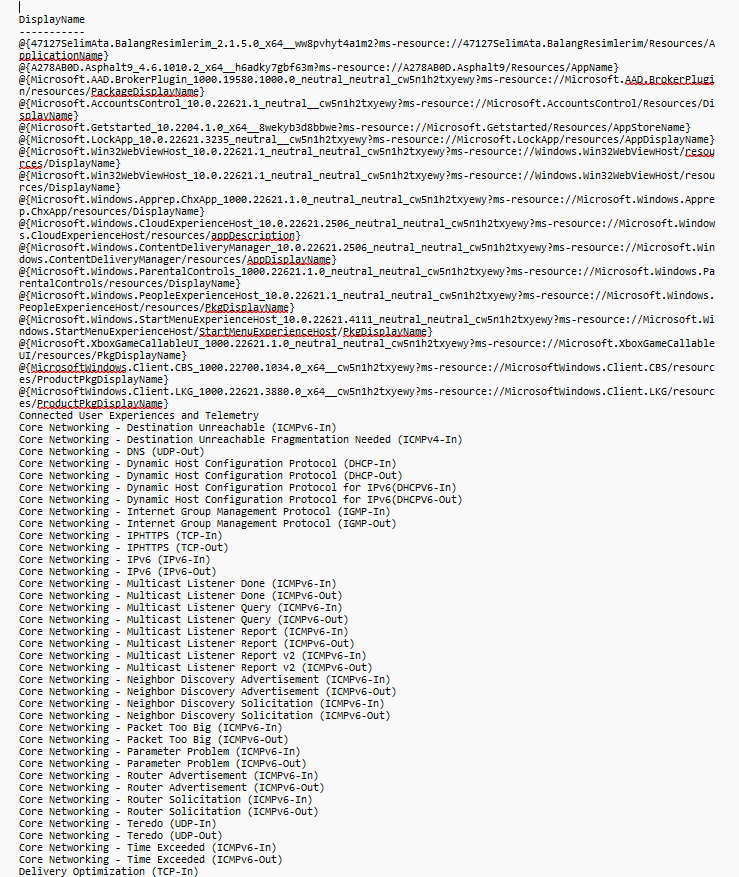 DisplayName
-----------
@{47127SelimAta.BalangResimlerim_2.1.5.0_x64__ww8pvhyt4a1m2?ms-resource://47127SelimAta.BalangResimlerim/Resources/A
pplicationName}
@{A278AB0D.Asphalt9_4.6.1010.2_x64__h6adky7gbf63m?ms-resource://A278AB0D.Asphalt9/Resources/AppName}
@{Microsoft.AAD.BrokerPlugin_1000.19580.1000.0_neutral_neutral_cw5n1h2txyewy?ms-resource://Microsoft.AAD.BrokerPlugi
n/resources/PackageDisplayName}
@{Microsoft.AccountsControl_10.0.22621.1_neutral__cw5n1h2txyewy?ms-resource://Microsoft.AccountsControl/Resources/Di
splayName}
@{Microsoft.Getstarted_10.2204.1.0_x64__8wekyb3d8bbwe?ms-resource://Microsoft.Getstarted/Resources/AppStoreName}
@{Microsoft.LockApp_10.0.22621.3235_neutral__cw5n1h2txyewy?ms-resource://Microsoft.LockApp/resources/AppDisplayName}
@{Microsoft.Win32WebViewHost_10.0.22621.1_neutral_neutral_cw5n1h2txyewy?ms-resource://Windows.Win32WebViewHost/resou
rces/DisplayName}
@{Microsoft.Win32WebViewHost_10.0.22621.1_neutral_neutral_cw5n1h2txyewy?ms-resource://Windows.Win32WebViewHost/resou
rces/DisplayName}
@{Microsoft.Windows.Apprep.ChxApp_1000.22621.1.0_neutral_neutral_cw5n1h2txyewy?ms-resource://Microsoft.Windows.Appre
p.ChxApp/resources/DisplayName}
@{Microsoft.Windows.CloudExperienceHost_10.0.22621.2506_neutral_neutral_cw5n1h2txyewy?ms-resource://Microsoft.Window
s.CloudExperienceHost/resources/appDescription}
@{Microsoft.Windows.ContentDeliveryManager_10.0.22621.2506_neutral_neutral_cw5n1h2txyewy?ms-resource://Microsoft.Win
dows.ContentDeliveryManager/resources/AppDisplayName}
@{Microsoft.Windows.ParentalControls_1000.22621.1.0_neutral_neutral_cw5n1h2txyewy?ms-resource://Microsoft.Windows.Pa
rentalControls/resources/DisplayName}
@{Microsoft.Windows.PeopleExperienceHost_10.0.22621.1_neutral_neutral_cw5n1h2txyewy?ms-resource://Microsoft.Windows.
PeopleExperienceHost/resources/PkgDisplayName}
@{Microsoft.Windows.StartMenuExperienceHost_10.0.22621.4111_neutral_neutral_cw5n1h2txyewy?ms-resource://Microsoft.Wi
ndows.StartMenuExperienceHost/StartMenuExperienceHost/PkgDisplayName}
@{Microsoft.XboxGameCallableUI_1000.22621.1.0_neutral_neutral_cw5n1h2txyewy?ms-resource://Microsoft.XboxGameCallable
UI/resources/PkgDisplayName}
@{MicrosoftWindows.Client.CBS_1000.22700.1034.0_x64__cw5n1h2txyewy?ms-resource://MicrosoftWindows.Client.CBS/resourc
es/ProductPkgDisplayName}
@{MicrosoftWindows.Client.LKG_1000.22621.3880.0_x64__cw5n1h2txyewy?ms-resource://MicrosoftWindows.Client.LKG/resourc
es/ProductPkgDisplayName}
Connected User Experiences and Telemetry
Core Networking - Destination Unreachable (ICMPv6-In)
Core Networking - Destination Unreachable Fragmentation Needed (ICMPv4-In)
Core Networking - DNS (UDP-Out)
Core Networking - Dynamic Host Configuration Protocol (DHCP-In)
Core Networking - Dynamic Host Configuration Protocol (DHCP-Out)
Core Networking - Dynamic Host Configuration Protocol for IPv6(DHCPV6-In)
Core Networking - Dynamic Host Configuration Protocol for IPv6(DHCPV6-Out)
Core Networking - Internet Group Management Protocol (IGMP-In)
Core Networking - Internet Group Management Protocol (IGMP-Out)
Core Networking - IPHTTPS (TCP-In)
Core Networking - IPHTTPS (TCP-Out)
Core Networking - IPv6 (IPv6-In)
Core Networking - IPv6 (IPv6-Out)
Core Networking - Multicast Listener Done (ICMPv6-In)
Core Networking - Multicast Listener Done (ICMPv6-Out)
Core Networking - Multicast Listener Query (ICMPv6-In)
Core Networking - Multicast Listener Query (ICMPv6-Out)
Core Networking - Multicast Listener Report (ICMPv6-In)
Core Networking - Multicast Listener Report (ICMPv6-Out)
Core Networking - Multicast Listener Report v2 (ICMPv6-In)
Core Networking - Multicast Listener Report v2 (ICMPv6-Out)
Core Networking - Neighbor Discovery Advertisement (ICMPv6-In)
Core Networking - Neighbor Discovery Advertisement (ICMPv6-Out)
Core Networking - Neighbor Discovery Solicitation (ICMPv6-In)
Core Networking - Neighbor Discovery Solicitation (ICMPv6-Out)
Core Networking - Packet Too Big (ICMPv6-In)
Core Networking - Packet Too Big (ICMPv6-Out)
Core Networking - Parameter Problem (ICMPv6-In)
Core Networking - Parameter Problem (ICMPv6-Out)
Core Networking - Router Advertisement (ICMPv6-In)
Core Networking - Router Advertisement (ICMPv6-Out)
Core Networking - Router Solicitation (ICMPv6-In)
Core Networking - Router Solicitation (ICMPv6-Out)
Core Networking - Teredo (UDP-In)
Core Networking - Teredo (UDP-Out)
Core Networking - Time Exceeded (ICMPv6-In)
Core Networking - Time Exceeded (ICMPv6-Out)
Delivery Optimization (TCP-In)